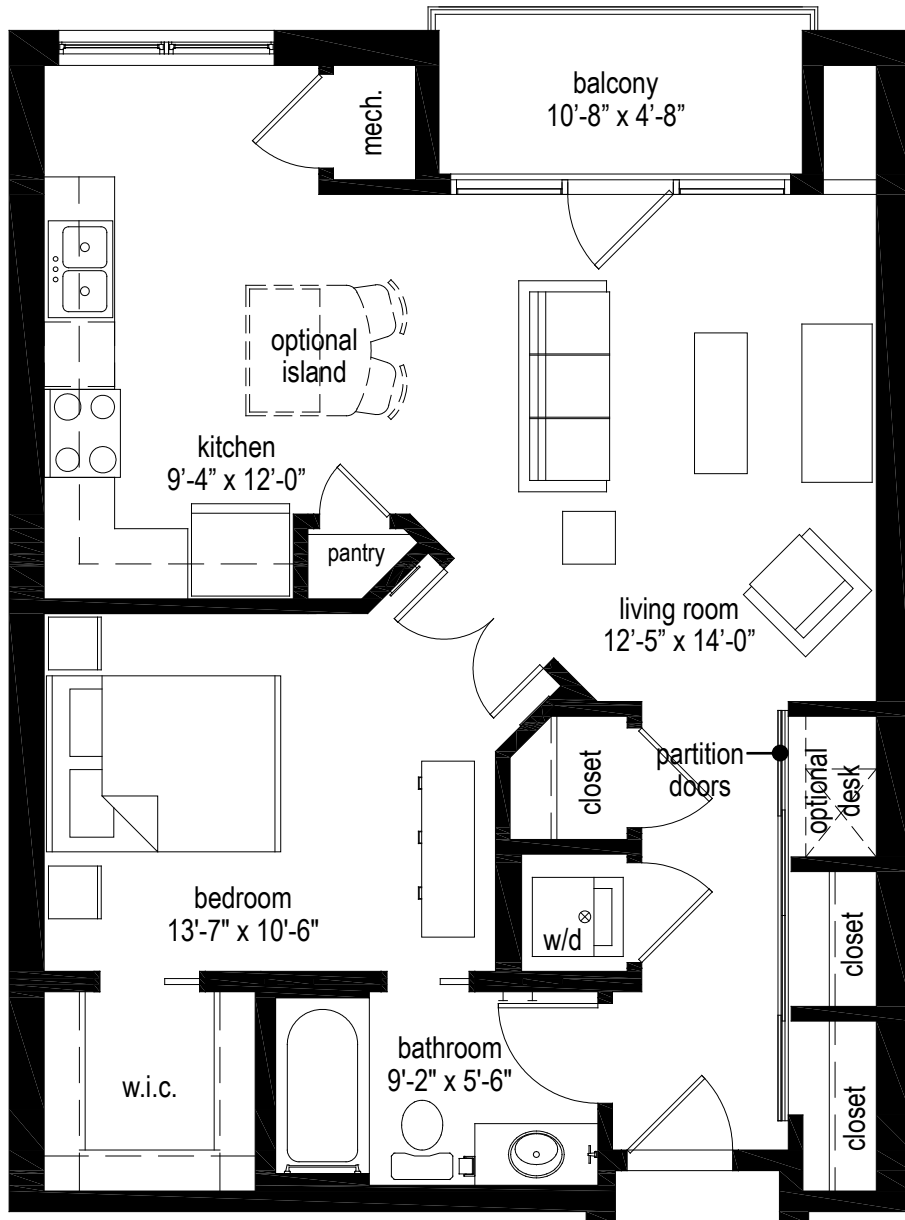 balcony
10’-8” x 4’-8”
mech.
optional
island
kitchen
9’-4” x 12’-0”
pantry
living room
12’-5” x 14’-0”
partition
doors
optional
desk
closet
bedroom
13'-7" x 10'-6"
w/d
closet
bathroom
9'-2" x 5'-6"
w.i.c.
closet